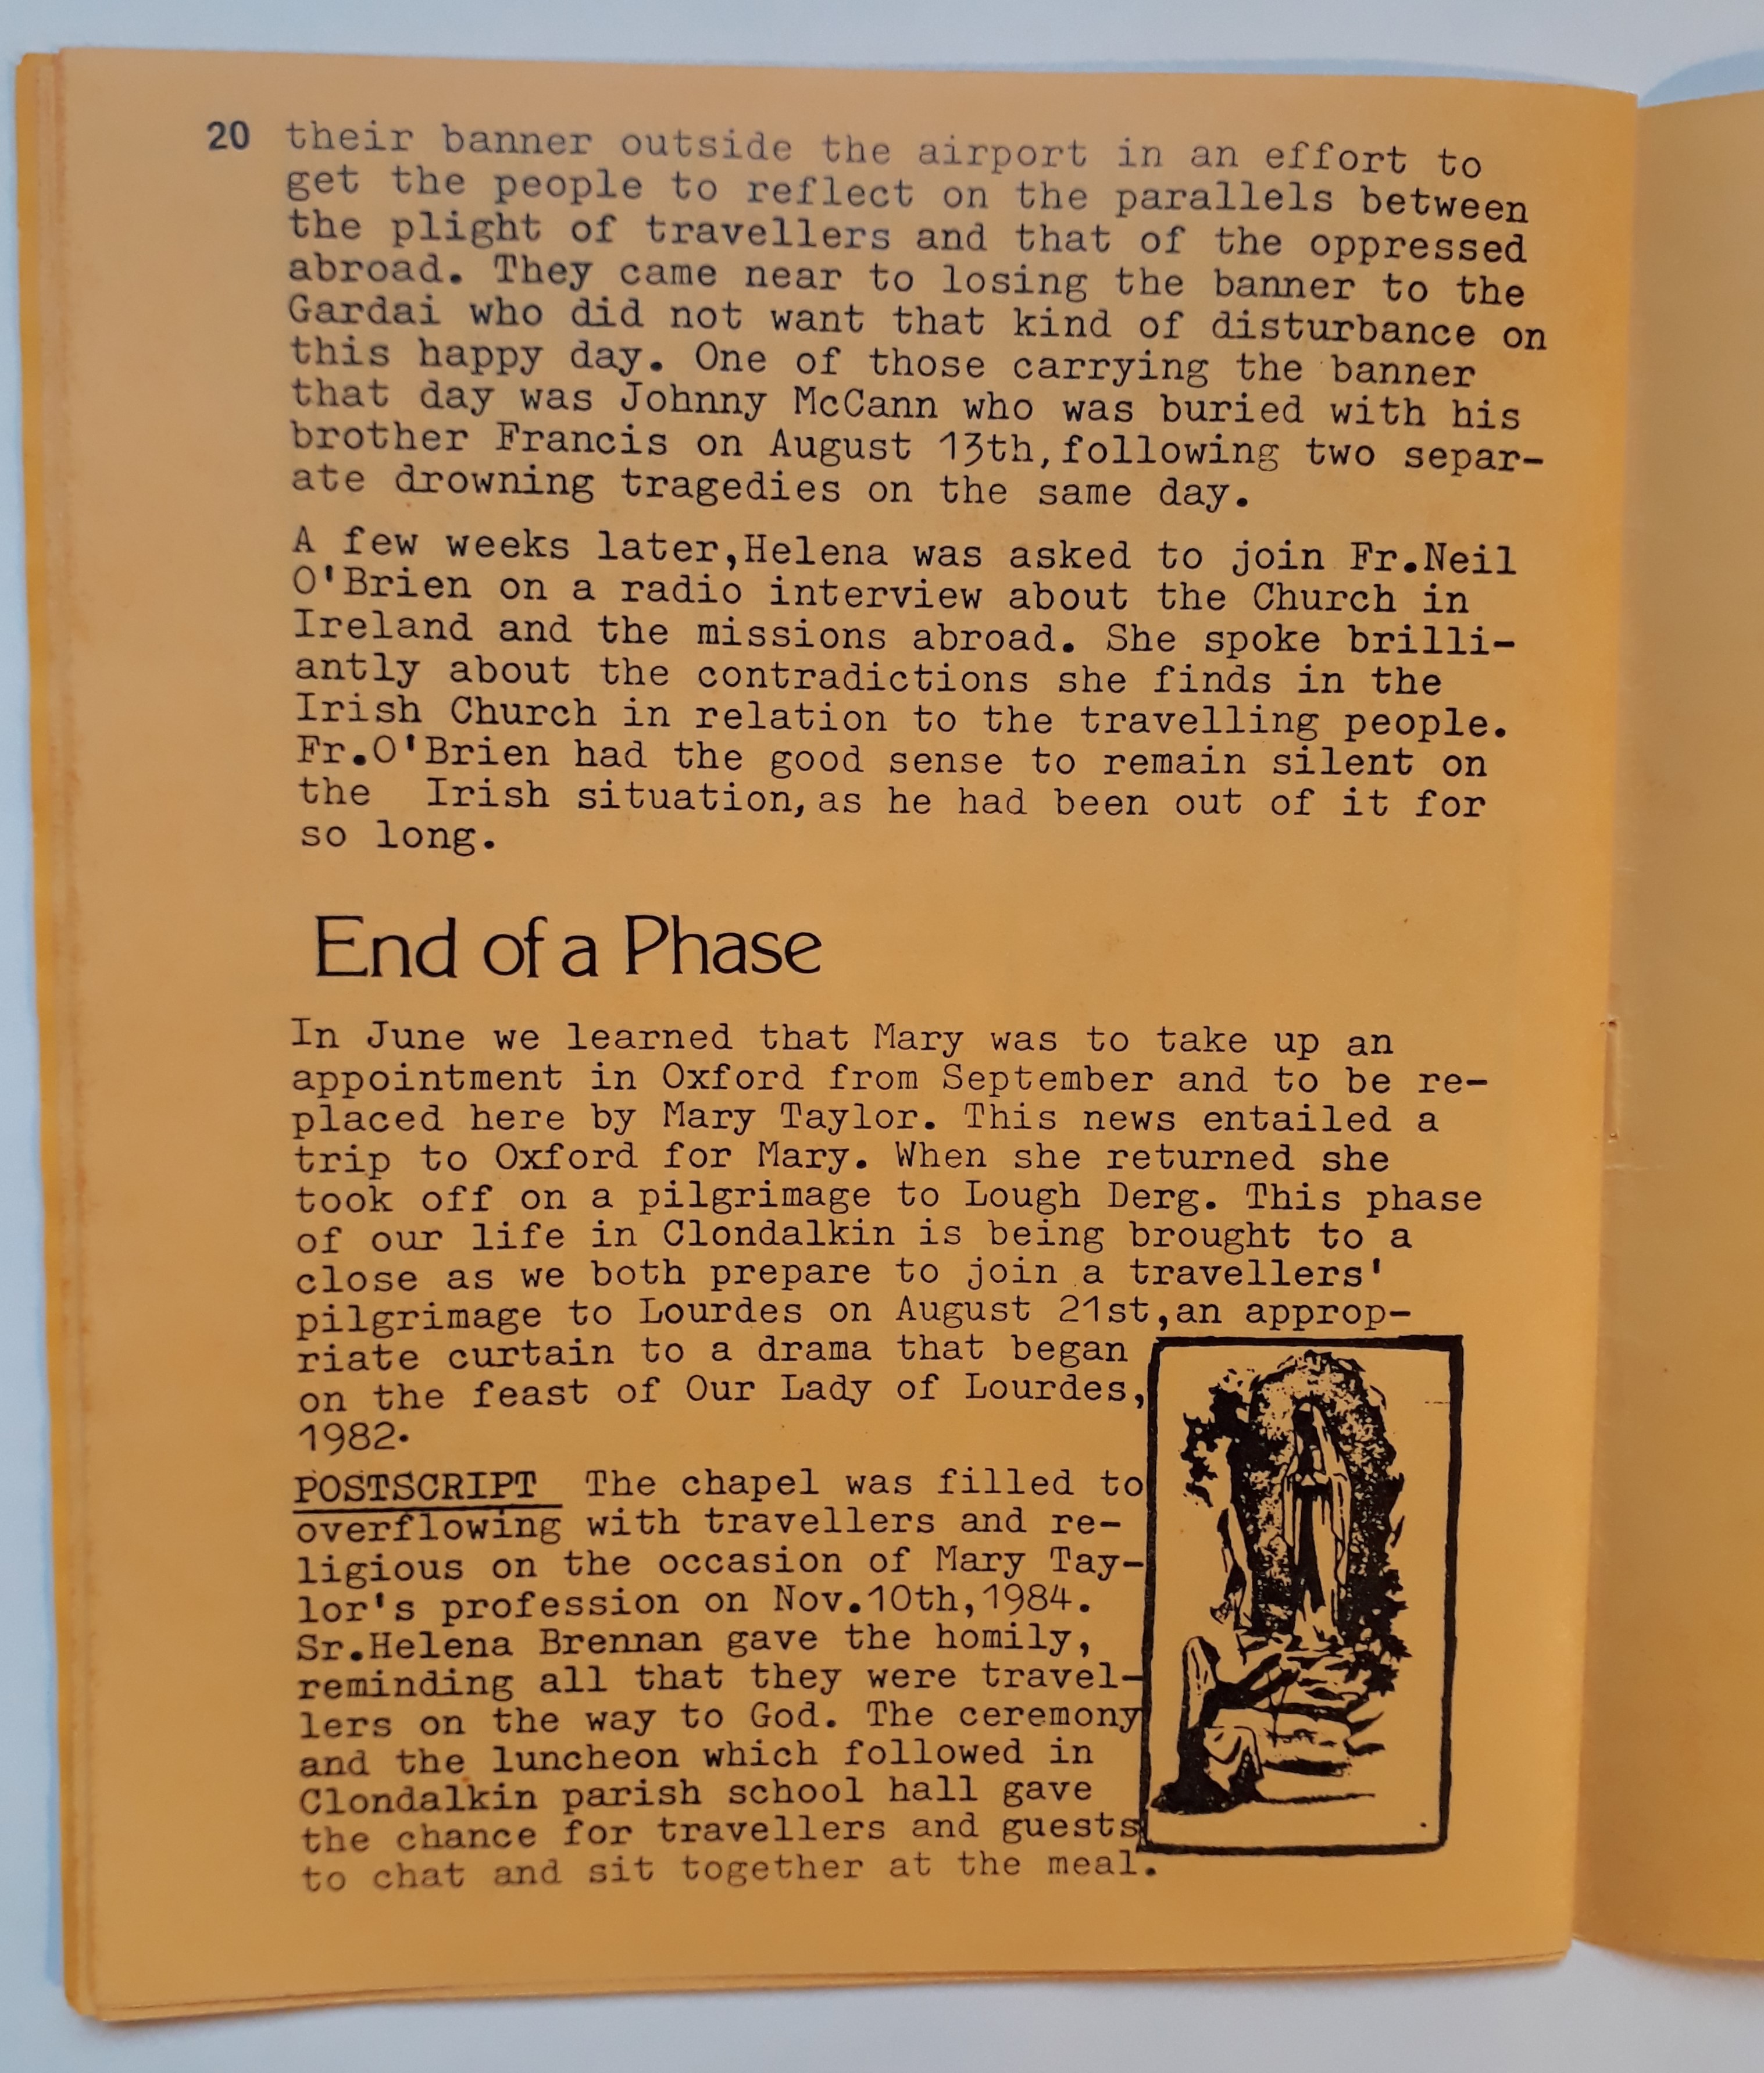 20 their banner outside the airport in an effort to
get the people to reflect on the parallels between
the plight of travellers and that of the oppressed
abroad. They came near to losing the banner to the
Gardai who did not want that kind of disturbance on
this happy day. One of those carrying the banner
that day was Johnny McCann who was buried with his
brother Francis on August 13th, following two separ-
ate drowning tragedies on the same day.
A few weeks later, Helena was asked to join Fr.Neil
O'Brien on a radio interview about the Church in
Ireland and the missions abroad. She spoke brilli-
antly about the contradictions she finds in the
Irish Church in relation to the travelling people.
Fr.O'Brien had the good sense to remain silent on
the Irish situation, as he had been out of it for
so long.
End of a Phase
In June we learned that Mary was to take up an
appointment in Oxford from September and to be re-
placed here by Mary Taylor. This news entailed a
trip to Oxford for Mary. When she returned she
took off on a pilgrimage to Lough Derg. This phase
of our life in Clondalkin is being brought to a
close as we both prepare to join a travellers'
pilgrimage to Lourdes on August 21st, an approp-
riate curtain to a drama that began
on the feast of Our Lady of Lourdes,
1982.
POSTSCRIPT The chapel was filled to
overflowing with travellers and re-
ligious on the occasion of Mary Tay-
lor's profession on Nov.10th, 1984.
Sr.Helena Brennan gave the homily,
reminding all that they were travel-
lers on the way to God. The ceremony
and the luncheon which followed in
Clondalkin parish school hall gave
the chance for travellers and guests
to chat and sit together at the meal.